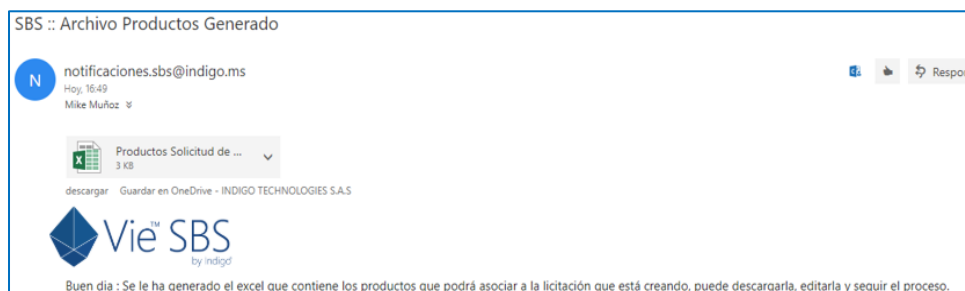 SBS :: Archivo Productos Generado
N
notificaciones.sbs@indigo.ms
Hoy, 16:49
Mike Muñoz
Respon
Productos Solicitud de ...
3 KB
descargar Guardar en OneDrive - INDIGO TECHNOLOGIES S.A.S
Vie™ SBS
by Indigo
Buen dia : Se le ha generado el excel que contiene los productos que podrá asociar a la licitación que está creando, puede descargarla, editarla y seguir el proceso.